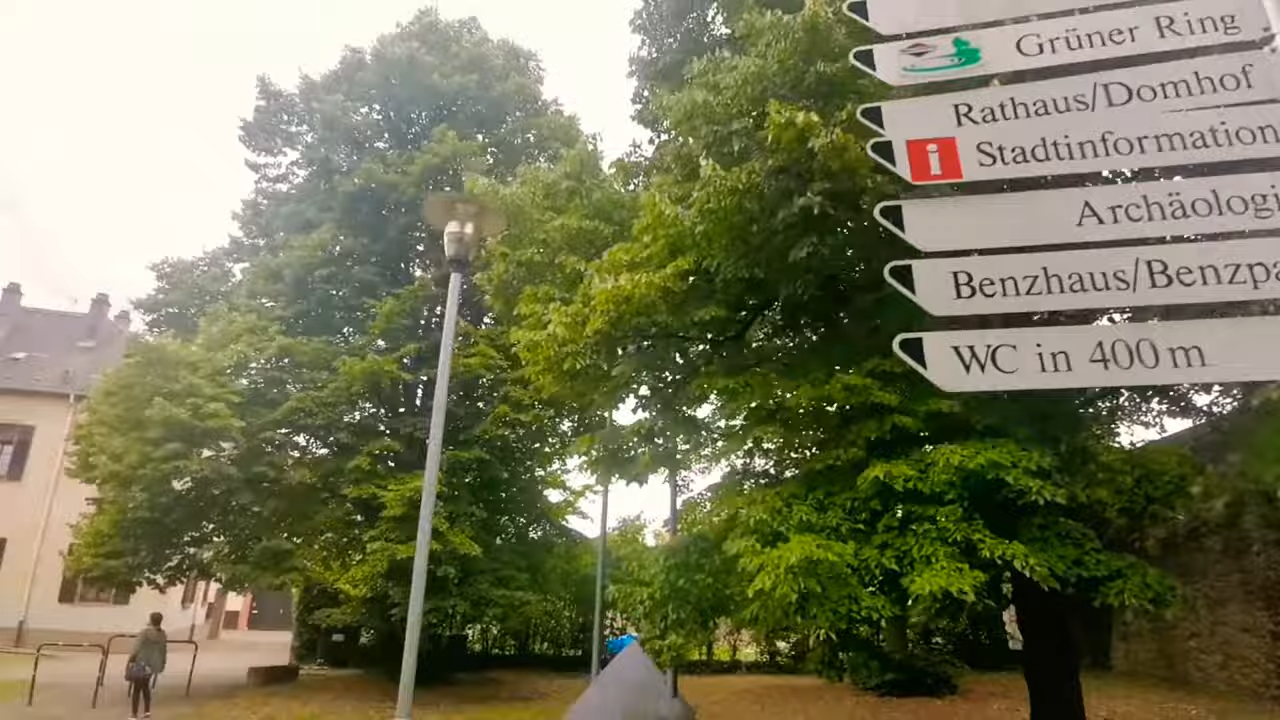 Grüner Ring
Rathaus/Domhof
i Stadtinformation
Archäologi
Benzhaus/Benzpa
WC in 400 m